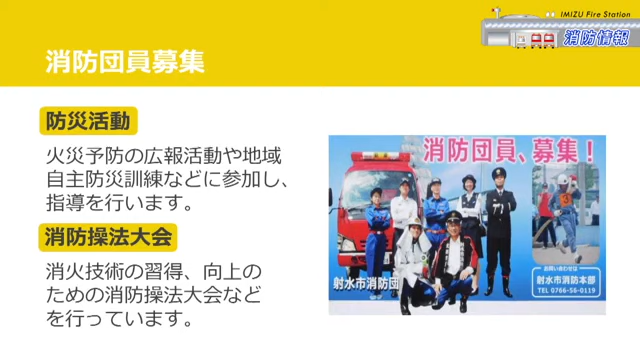 IMIZU Fire Station
消防情報
消防団員募集
防災活動
火災予防の広報活動や地域
自主防災訓練などに参加し、
指導を行います。
消防操法大会
消火技術の習得、向上の
ための消防操法大会など
を行っています。
消防団員、募集！
射水市消防団
お問い合わせは
射水市消防本部
TEL 0766-56-0119